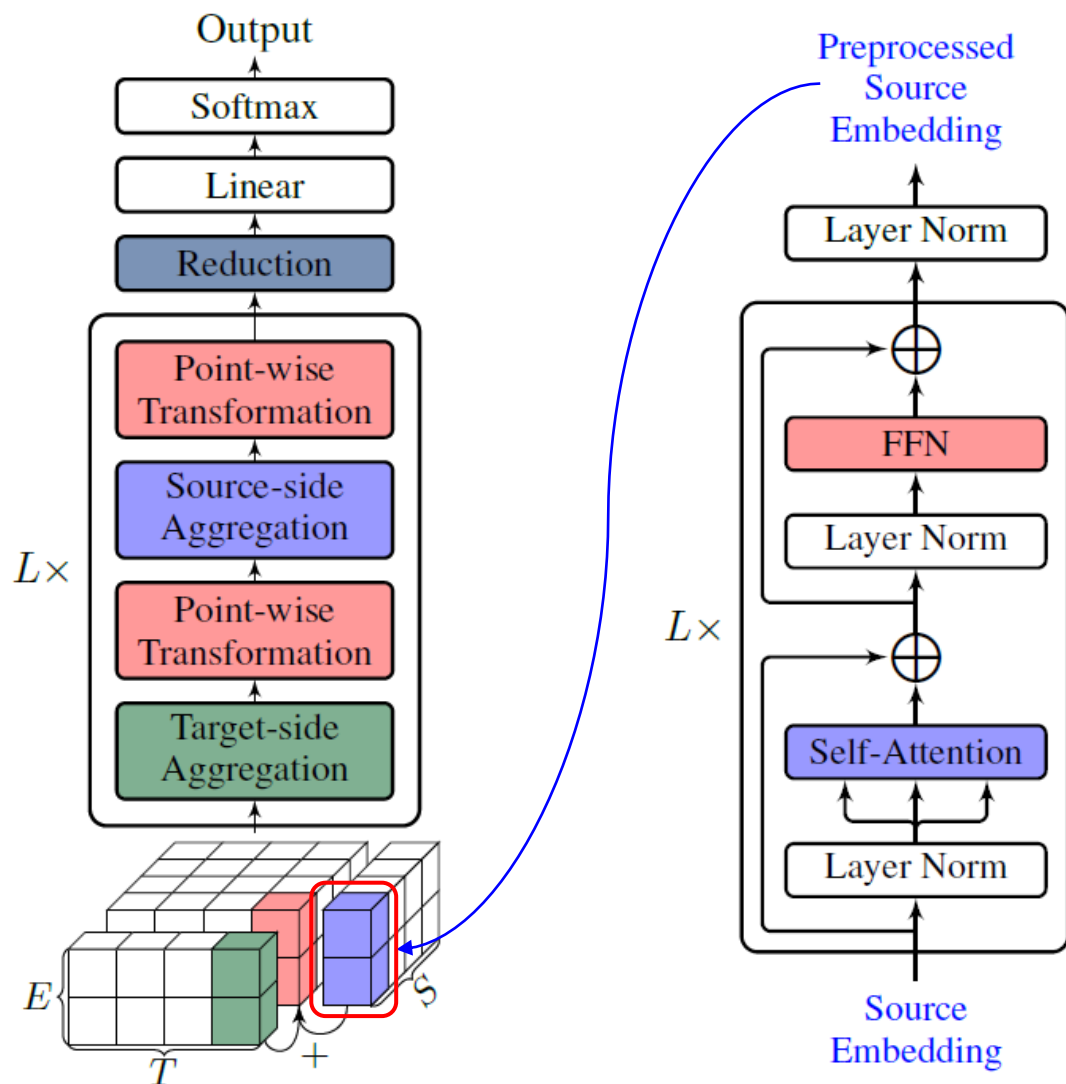 Output
Softmax
Linear
Reduction
Point-wise
Transformation
Source-side
Aggregation
L×
Point-wise
Transformation
Target-side
Aggregation
E
T
+
S
Preprocessed
Source
Embedding
Layer Norm
FFN
Layer Norm
L×
Self-Attention
Layer Norm
Source
Embedding